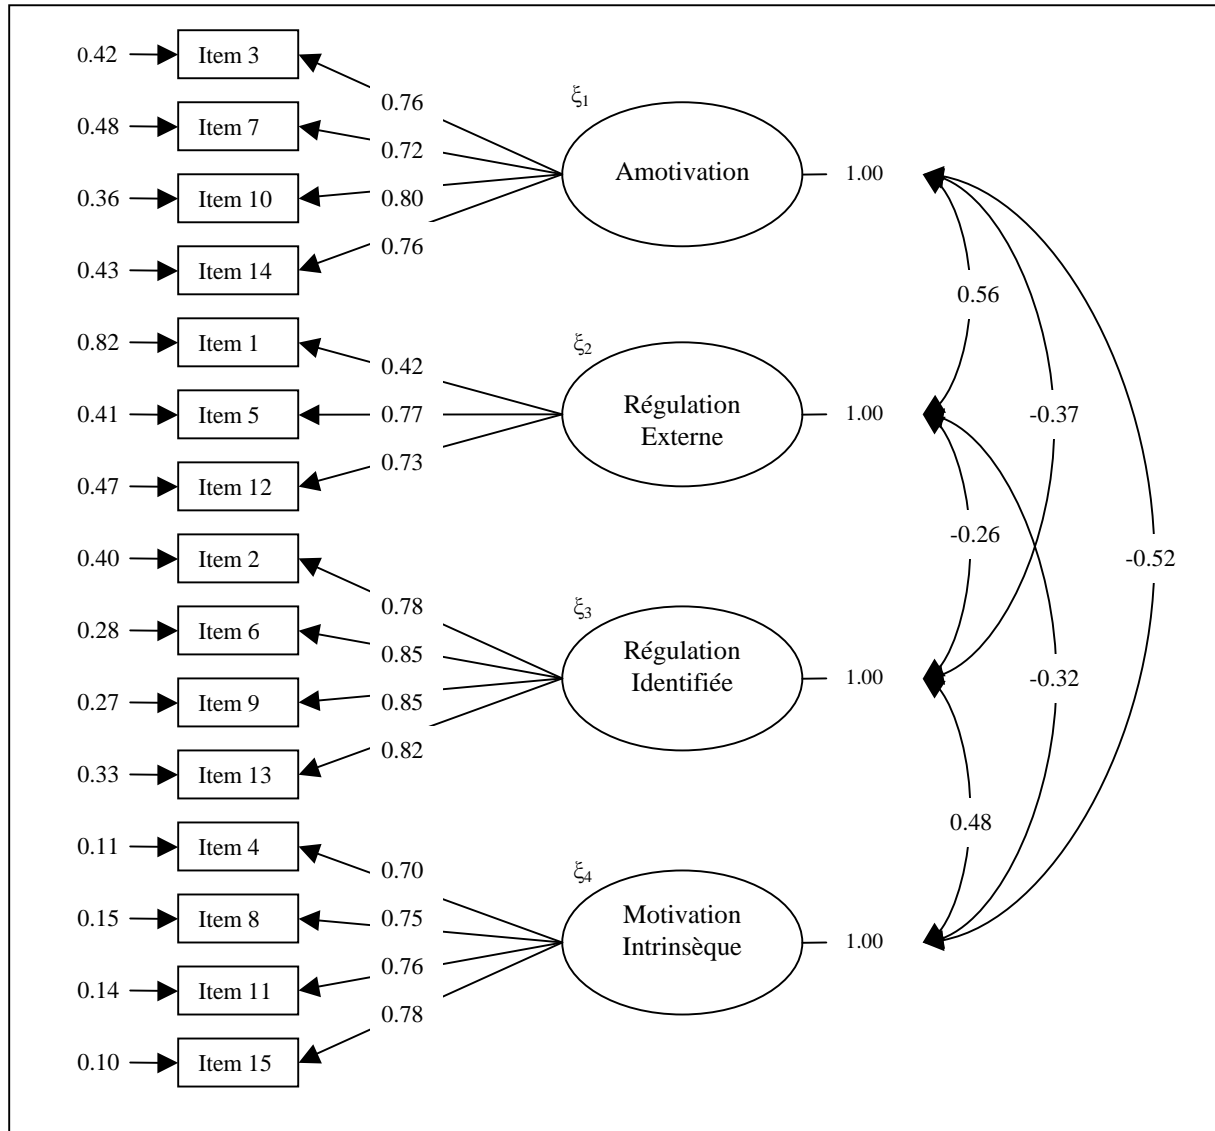 0.42 Item 3
0.76
ξ1
0.48 Item 7
0.72
Amotivation 1.00
0.36 Item 10
0.80
0.43 Item 14
0.76
0.56
0.82 Item 1
0.42
ξ2
0.41 Item 5
0.77
Régulation
Externe
1.00
-0.37
0.47 Item 12
0.73
-0.26
0.40 Item 2
0.78
-0.52
ξ3
0.28 Item 6
0.85
Régulation
Identifiée
1.00
-0.32
0.27 Item 9
0.85
0.33 Item 13
0.82
0.48
0.11 Item 4
0.70
ξ4
0.15 Item 8
0.75
Motivation
Intrinsèque
1.00
0.14 Item 11
0.76
0.10 Item 15
0.78